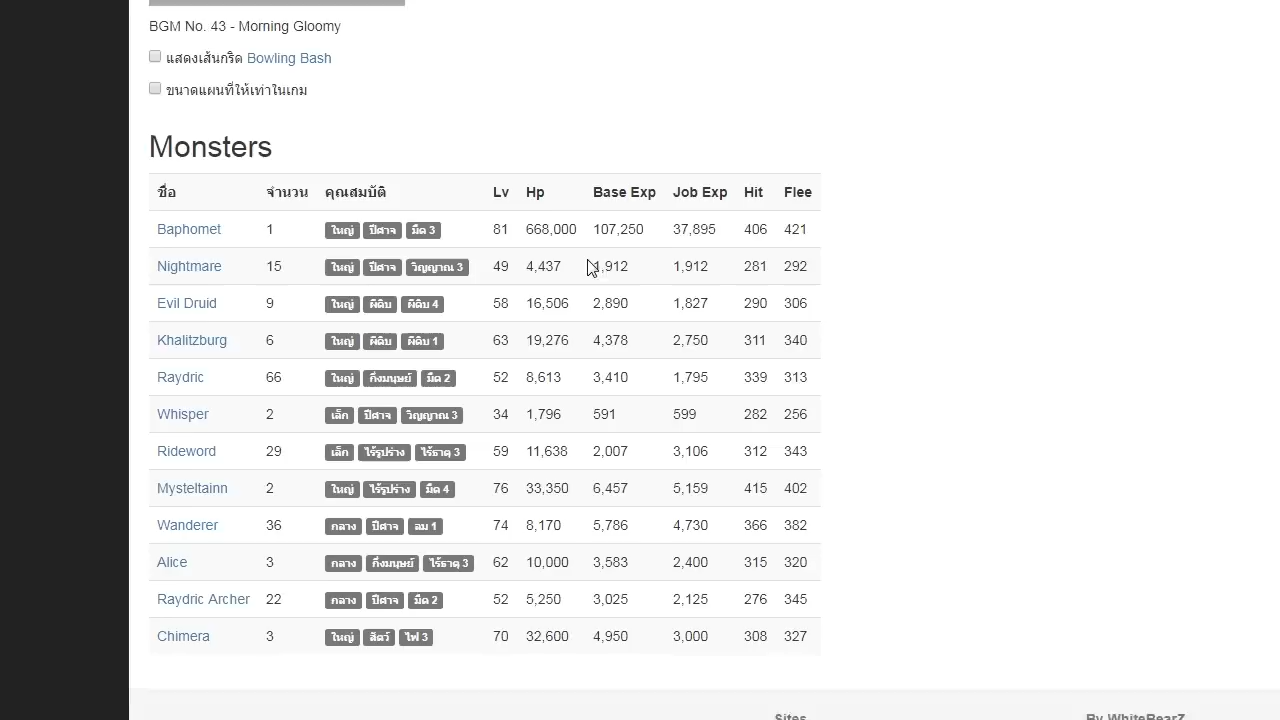 BGM No. 43 - Morning Gloomy
แสดงเส้นกริด Bowling Bash
ขนาดแผนที่ให้เท่าในเกม
Monsters
ชื่อ จำนวน คุณสมบัติ Lv Hp Base Exp Job Exp Hit Flee
Baphomet 1 ใหญ่ ปีศาจ มืด 3 81 668,000 107,250 37,895 406 421
Nightmare 15 ใหญ่ ปีศาจ วิญญาณ 3 49 4,437 1,912 1,912 281 292
Evil Druid 9 ใหญ่ ผีดิบ ผีดิบ 4 58 16,506 2,890 1,827 290 306
Khalitzburg 6 ใหญ่ ผีดิบ ผีดิบ 1 63 19,276 4,378 2,750 311 340
Raydric 66 ใหญ่ กึ่งมนุษย์ มืด 2 52 8,613 3,410 1,795 339 313
Whisper 2 เล็ก ปีศาจ วิญญาณ 3 34 1,796 591 599 282 256
Rideword 29 เล็ก ไร้รูปร่าง ไร้ธาตุ 3 59 11,638 2,007 3,106 312 343
Mysteltainn 2 ใหญ่ ไร้รูปร่าง มืด 4 76 33,350 6,457 5,159 415 402
Wanderer 36 กลาง ปีศาจ ลม 1 74 8,170 5,786 4,730 366 382
Alice 3 กลาง กึ่งมนุษย์ ไร้ธาตุ 3 62 10,000 3,583 2,400 315 320
Raydric Archer 22 กลาง ปีศาจ มืด 2 52 5,250 3,025 2,125 276 345
Chimera 3 ใหญ่ สัตว์ ไฟ 3 70 32,600 4,950 3,000 308 327
Sites By WhiteBearZ